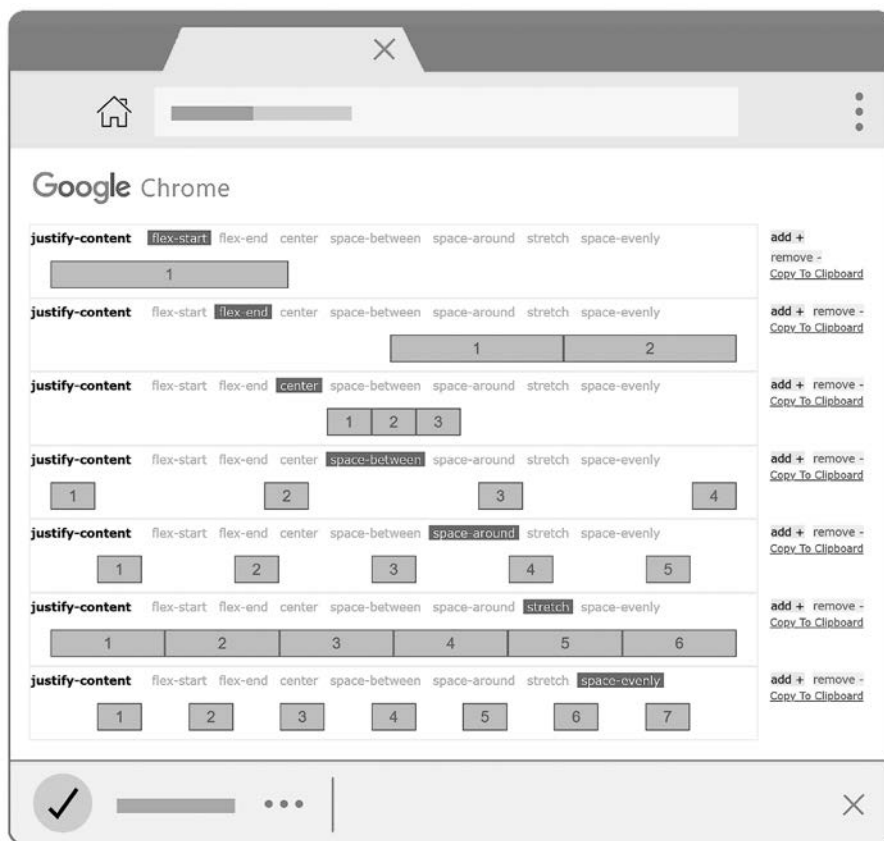 Google Chrome
justify-content flex-start flex-end center space-between space-around stretch space-evenly add +
remove -
1 Copy To Clipboard
justify-content flex-start flex-end center space-between space-around stretch space-evenly add + remove -
Copy To Clipboard
1 2
justify-content flex-start flex-end center space-between space-around stretch space-evenly add + remove -
Copy To Clipboard
1 2 3
justify-content flex-start flex-end center space-between space-around stretch space-evenly add + remove -
Copy To Clipboard
1 2 3 4
justify-content flex-start flex-end center space-between space-around stretch space-evenly add + remove -
Copy To Clipboard
1 2 3 4 5
justify-content flex-start flex-end center space-between space-around stretch space-evenly add + remove -
Copy To Clipboard
1 2 3 4 5 6
justify-content flex-start flex-end center space-between space-around stretch space-evenly add + remove -
Copy To Clipboard
1 2 3 4 5 6 7